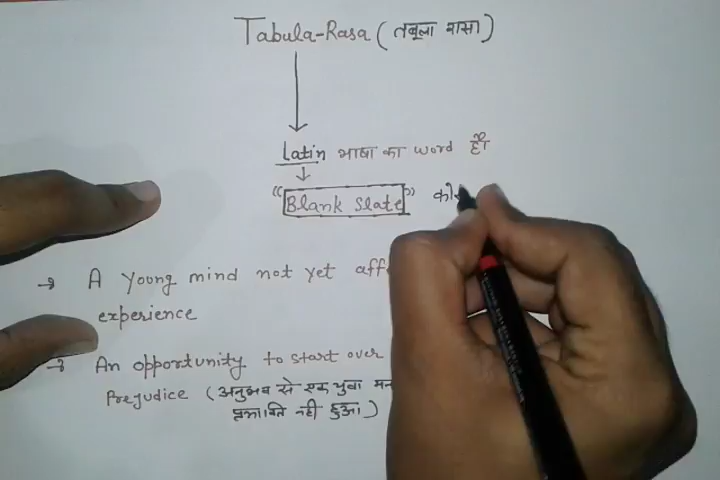 Tabula-Rasa (तबूला रासा)
Latin भाषा का word है
"Blank Slate" को
→ A young mind not yet aff
experience
→ An opportunity to start over
Prejudice (अनुभव से एक युवा मन
प्रभावित नही हुआ)